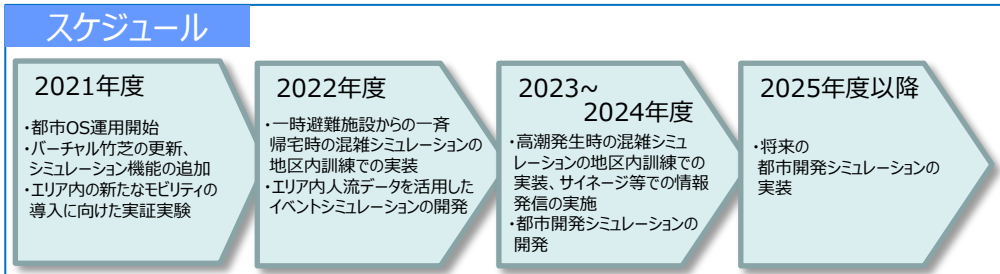 スケジュール
2021年度
・都市OS運用開始
・バーチャル竹芝の更新、
シミュレーション機能の追加
・エリア内の新たなモビリティの
導入に向けた実証実験
2022年度
・一時避難施設からの一斉
帰宅時の混雑シミュレーションの
地区内訓練での実装
・エリア内人流データを活用した
イベントシミュレーションの開発
2023~
2024年度
・高潮発生時の混雑シミュ
レーションの地区内訓練での
実装、サイネージ等での情報
発信の実施
・都市開発シミュレーションの
開発
2025年度以降
・将来の
都市開発シミュレーションの
実装